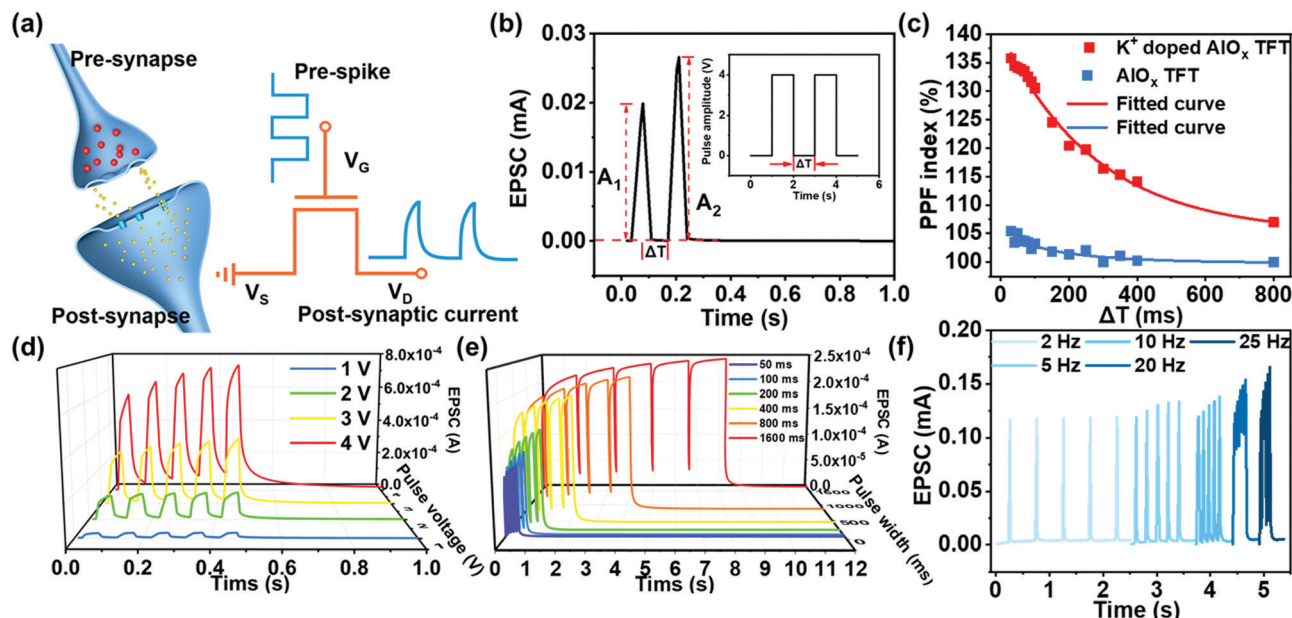 (a)
Pre-synapse
Pre-spike
V_G
V_S
V_D
Post-synapse
Post-synaptic current
(b)
EPSC (mA)
0.03
0.02
0.01
0.00
A_1
A_2
ΔT
0.0 0.2 0.4 0.6 0.8 1.0
Time (s)
Pulse amplitude (V)
4
3
2
1
0
ΔT
0 2 4 6
Time (s)
(c)
PPF index (%)
135
130
125
120
115
110
105
100
K⁺ doped AlOₓ TFT
AlOₓ TFT
Fitted curve
Fitted curve
0 200 400 600 800
ΔT (ms)
(d)
1 V
2 V
3 V
4 V
8.0x10⁻⁴
6.0x10⁻⁴
4.0x10⁻⁴
2.0x10⁻⁴
0.0
EPSC (A)
Pulse voltage (V)
0.0 0.2 0.4 0.6 0.8 1.0
Tims (s)
(e)
50 ms
100 ms
200 ms
400 ms
800 ms
1600 ms
2.5x10⁻⁴
2.0x10⁻⁴
1.5x10⁻⁴
1.0x10⁻⁴
5.0x10⁻⁵
0.0
EPSC (A)
1000
500
0
Pulse width (ms)
0 1 2 3 4 5 6 7 8 9 10 11 12
Tims (s)
(f)
EPSC (mA)
0.20
0.15
0.10
0.05
0.00
2 Hz 10 Hz 25 Hz
5 Hz 20 Hz
0 1 2 3 4 5
Time (s)